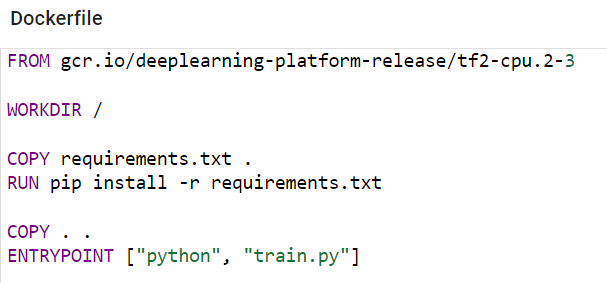 Dockerfile
FROM gcr.io/deeplearning-platform-release/tf2-cpu.2-3
WORKDIR /
COPY requirements.txt .
RUN pip install -r requirements.txt
COPY . .
ENTRYPOINT ["python", "train.py"]